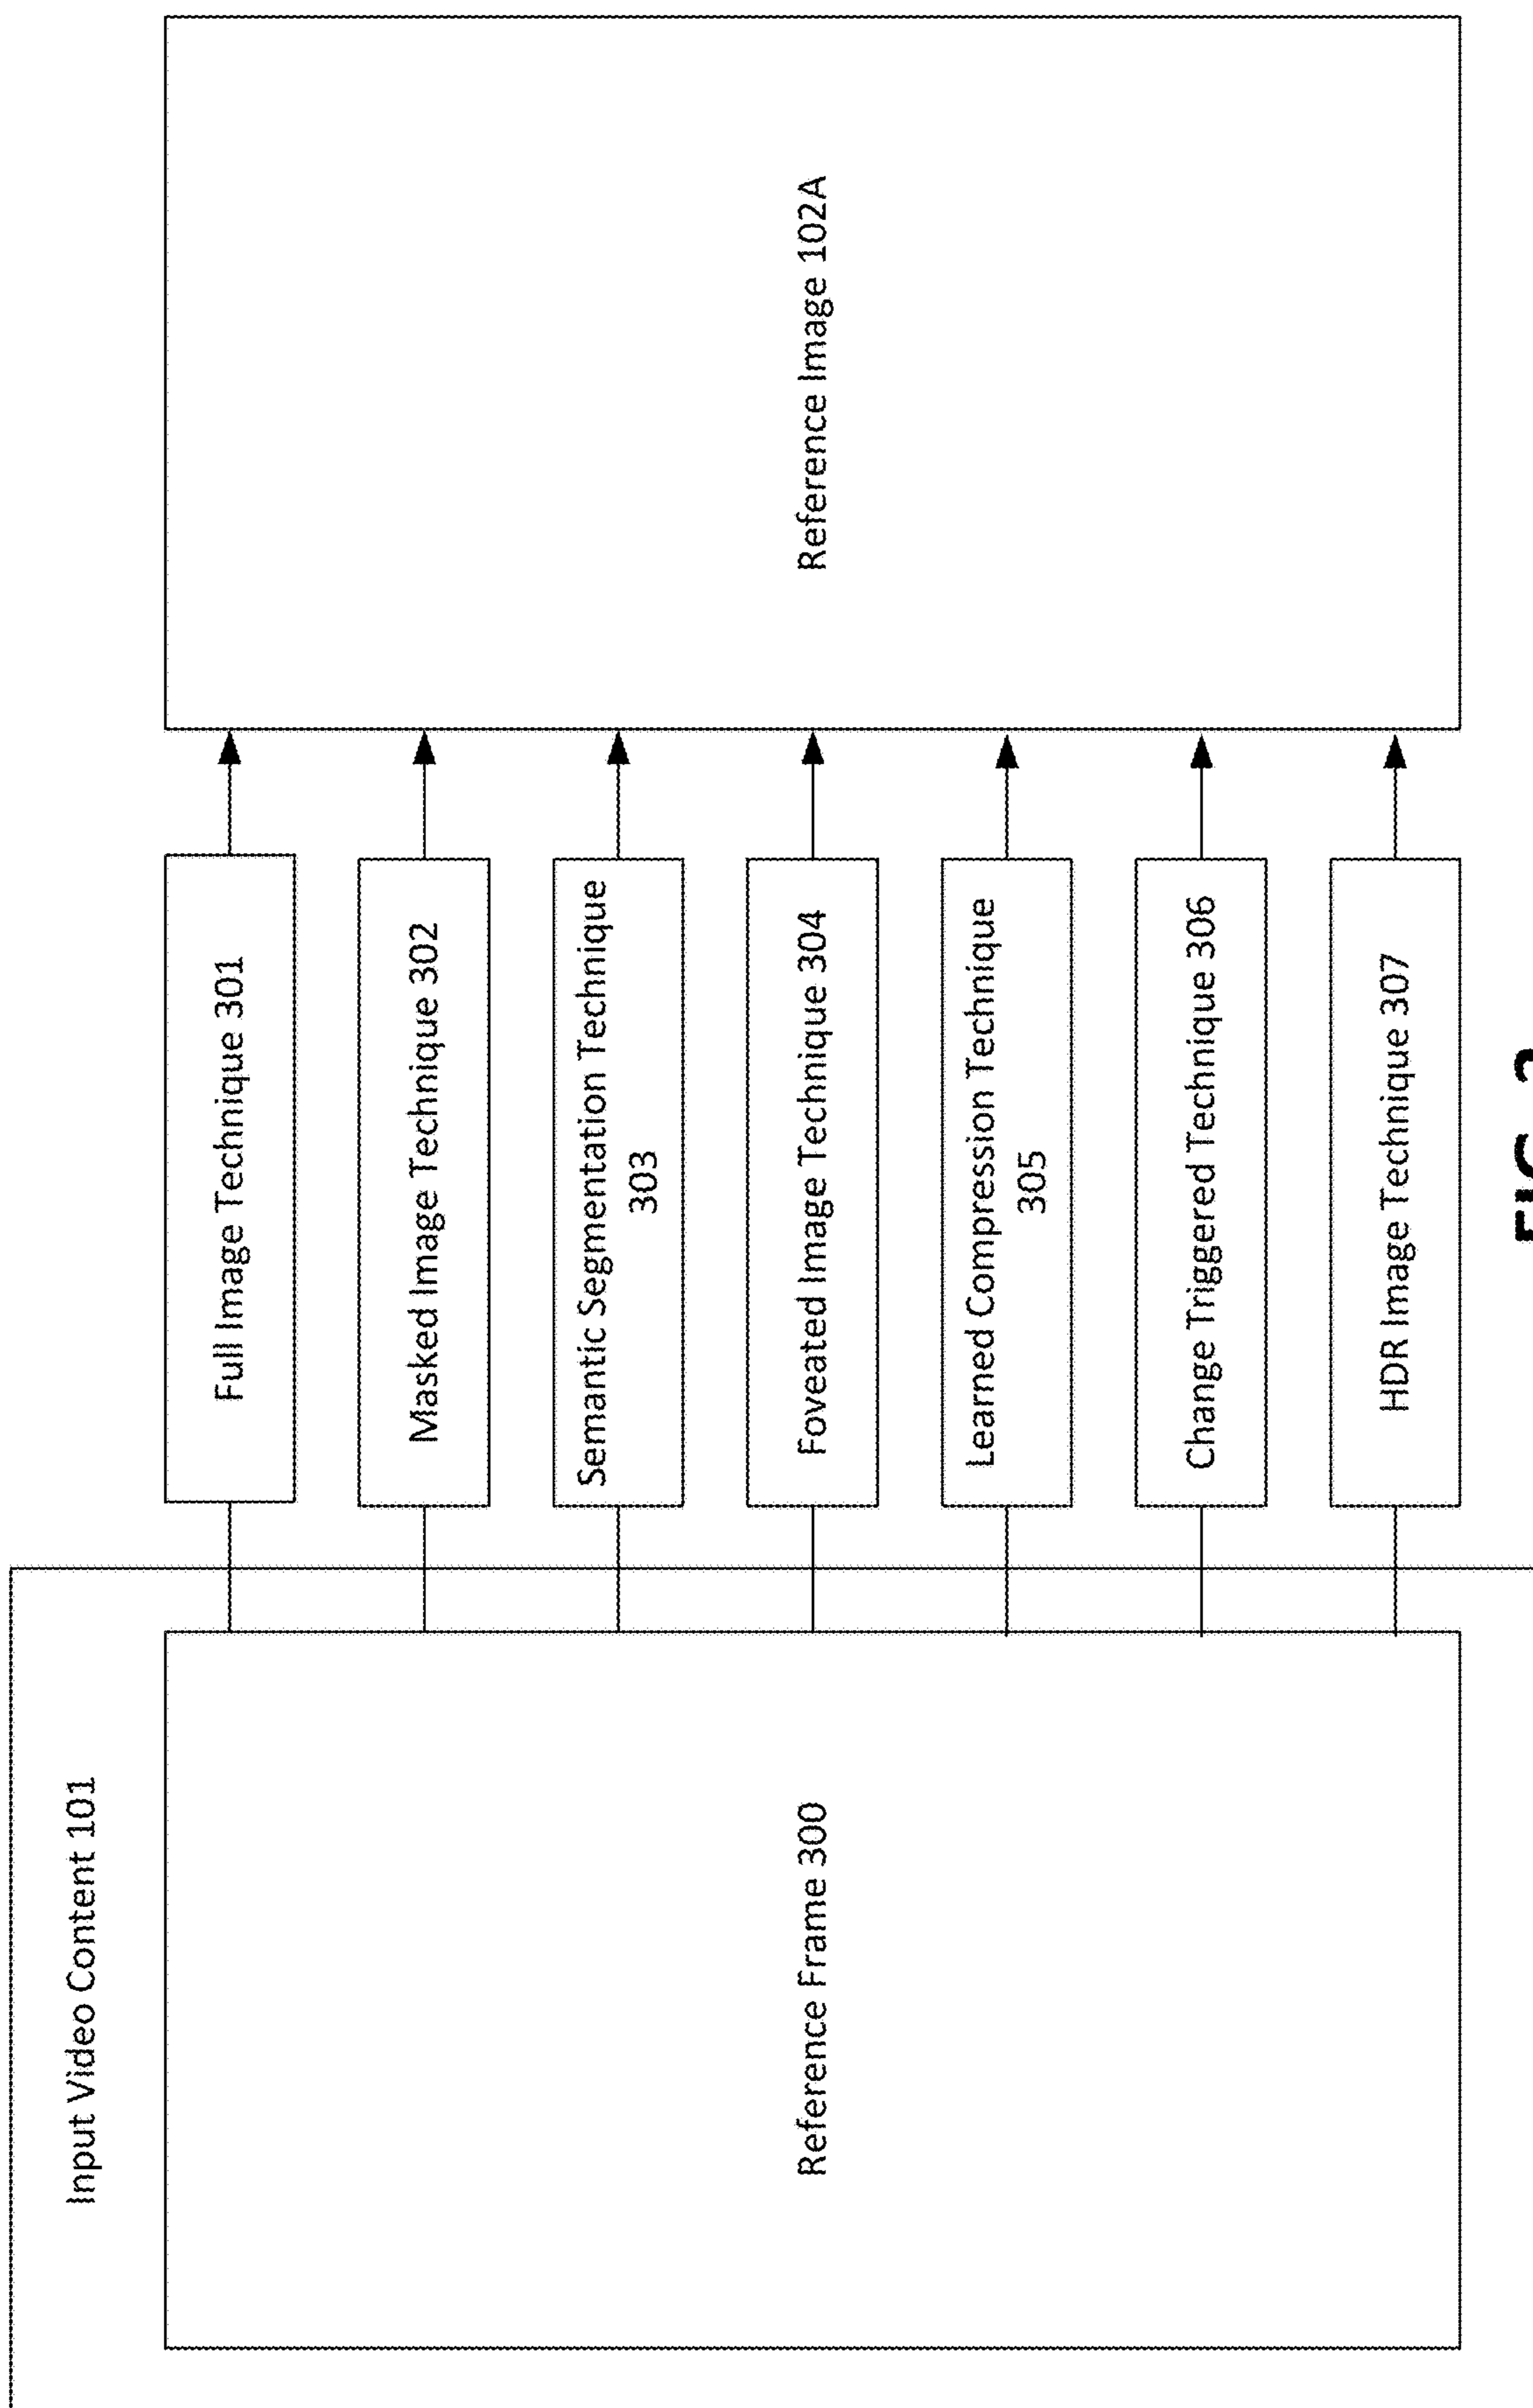 Input Video Content 101
Reference Frame 300
Full Image Technique 301
Masked Image Technique 302
Semantic Segmentation Technique
303
Foveated Image Technique 304
Learned Compression Technique
305
Change Triggered Technique 306
HDR Image Technique 307
Reference Image 102A
FIG.